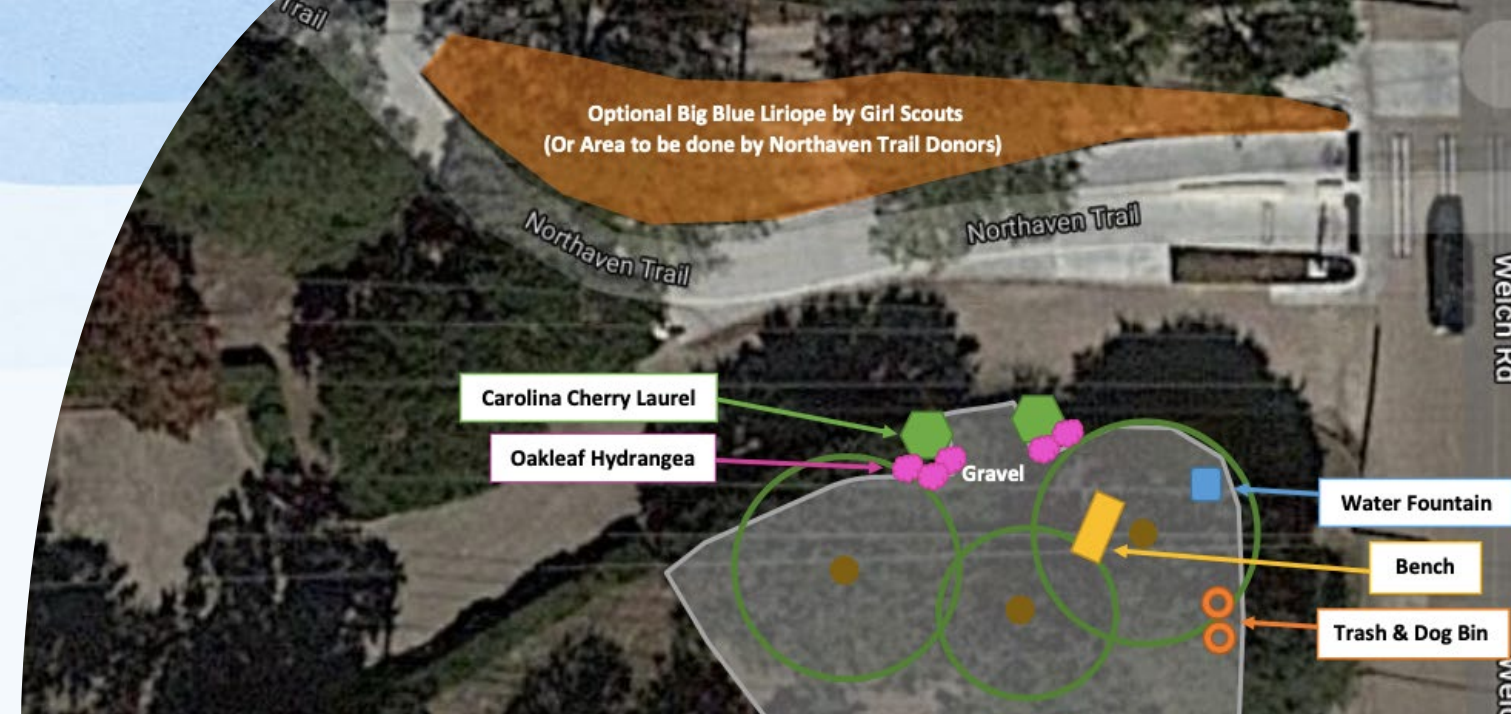 Trail
Optional Big Blue Liriope by Girl Scouts
(Or Area to be done by Northaven Trail Donors)
Northaven Trail
Northaven Trail
Welch Rd
Carolina Cherry Laurel
Oakleaf Hydrangea
Gravel
Water Fountain
Bench
Trash & Dog Bin